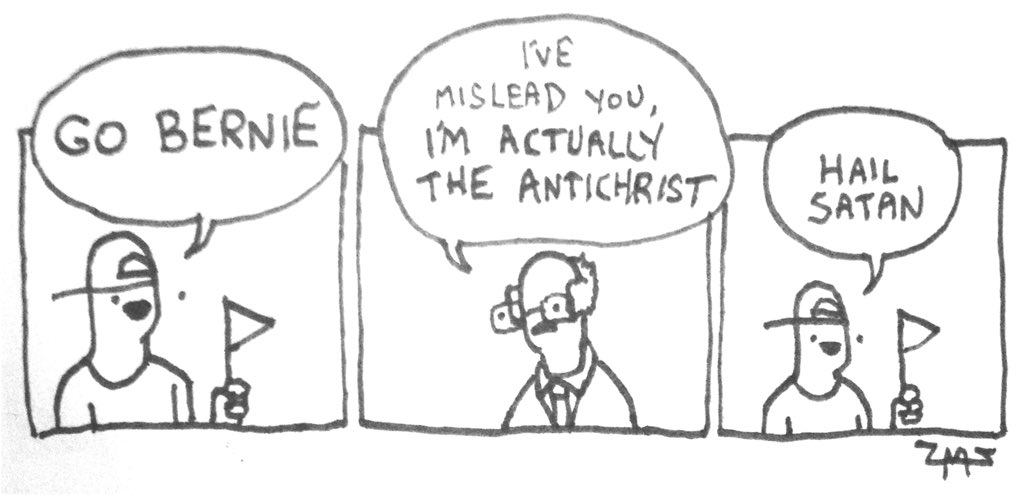 GO BERNIE
I'VE
MISLEAD YOU,
I'M ACTUALLY
THE ANTICHRIST
HAIL
SATAN